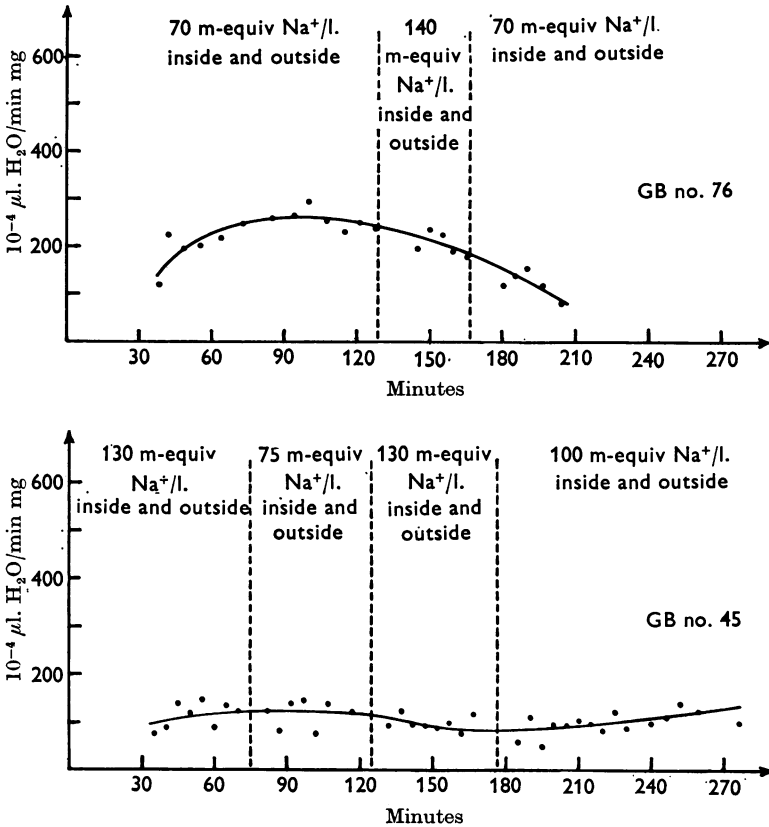 70 m-equiv Na⁺/l.
inside and outside
140
m-equiv
Na⁺/l.
inside and
outside
70 m-equiv Na⁺/l.
inside and outside
GB no. 76
10⁻⁴ μl. H₂O/min mg
600
400
200
30 60 90 120 150 180 210 240 270
Minutes
130 m-equiv
Na⁺/l.
inside and outside
75 m-equiv
Na⁺/l.
inside and
outside
130 m-equiv
Na⁺/l.
inside and
outside
100 m-equiv Na⁺/l.
inside and outside
GB no. 45
10⁻⁴ μl. H₂O/min mg
600
400
200
30 60 90 120 150 180 210 240 270
Minutes